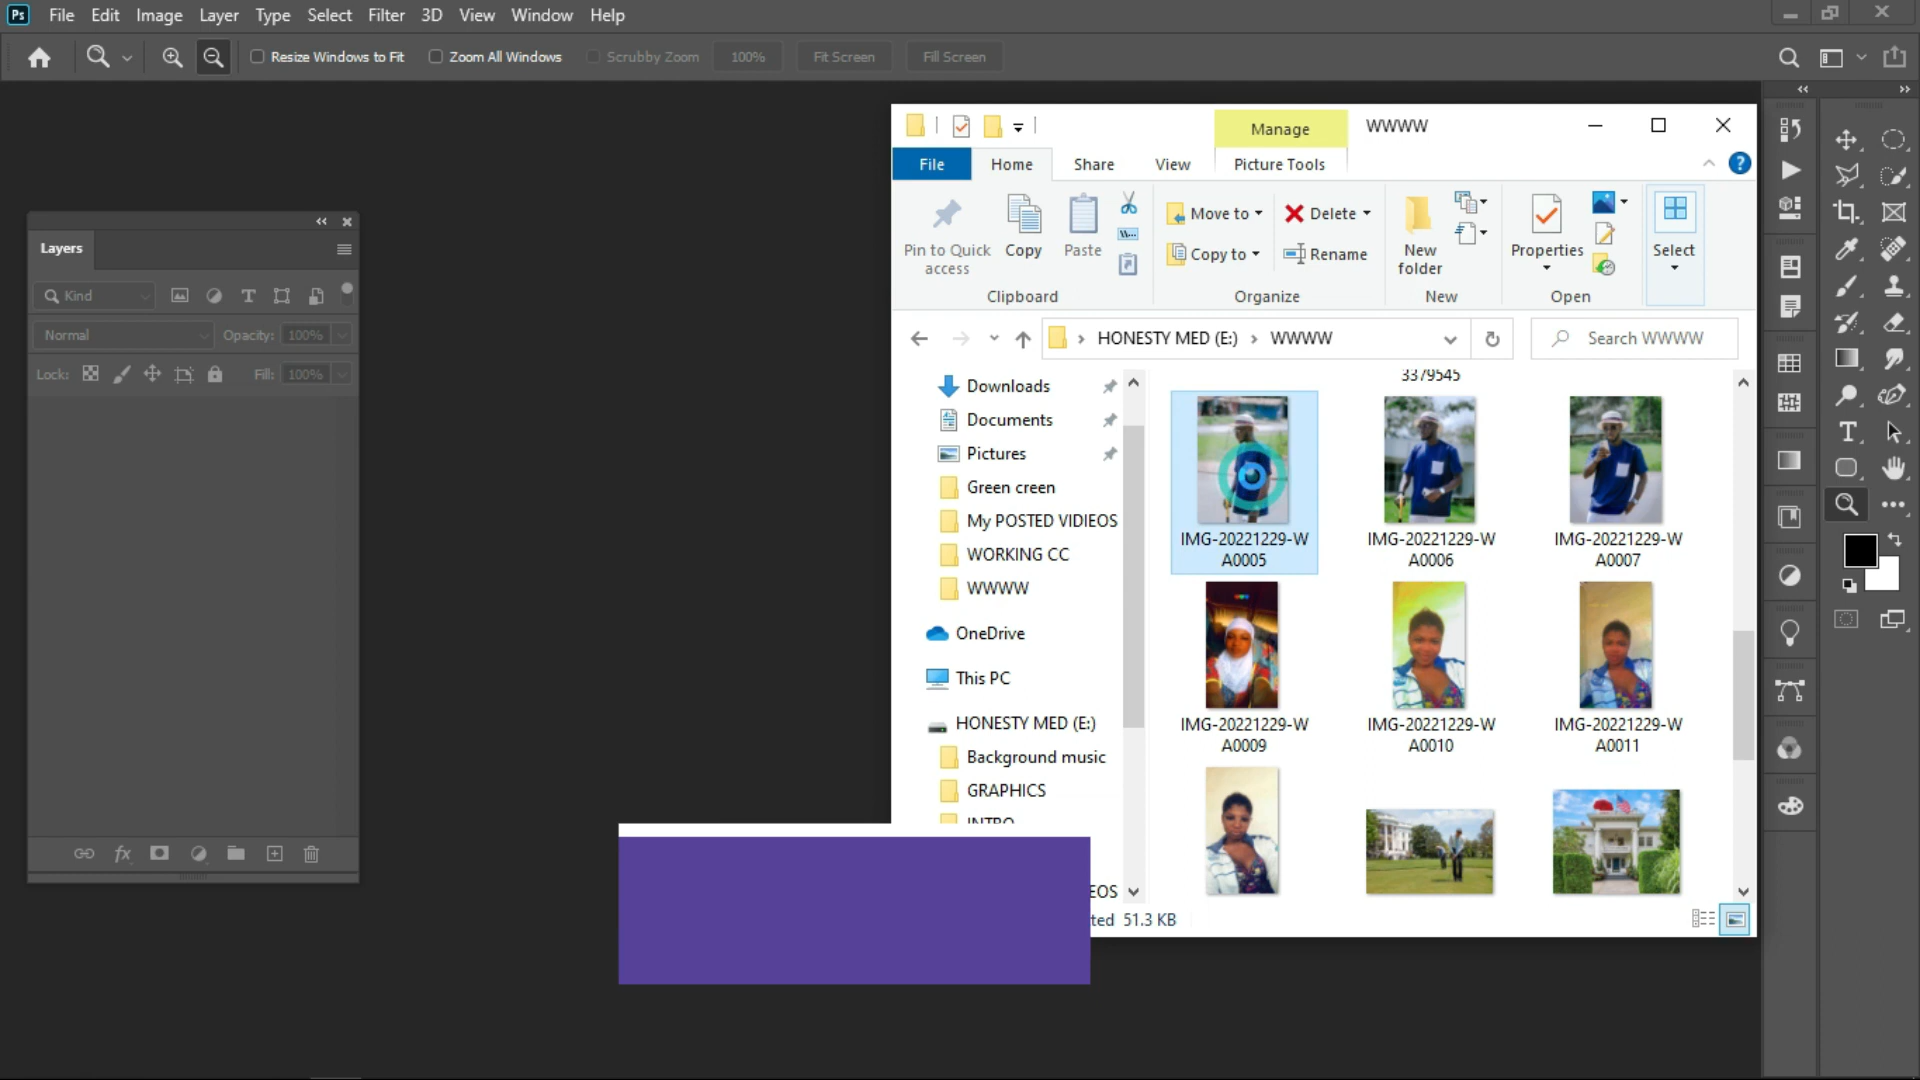 Ps File Edit Image Layer Type Select Filter 3D View Window Help
Resize Windows to Fit Zoom All Windows Scrubby Zoom 100% Fit Screen Fill Screen
Manage WWWW
File Home Share View Picture Tools
Pin to Quick access
Copy
Paste
Move to
Copy to
Delete
Rename
New folder
Properties
Select
Clipboard Organize New Open
HONESTY MED (E:) WWWW
Search WWWW
Layers
Kind
Normal Opacity: 100%
Lock: Fill: 100%
Downloads
Documents
Pictures
Green creen
My POSTED VIDIEOS
WORKING CC
WWWW
OneDrive
This PC
HONESTY MED (E:)
Background music
GRAPHICS
INTRO
EOS
3379545
IMG-20221229-W
A0005
IMG-20221229-W
A0006
IMG-20221229-W
A0007
IMG-20221229-W
A0009
IMG-20221229-W
A0010
IMG-20221229-W
A0011
ted 51.3 KB